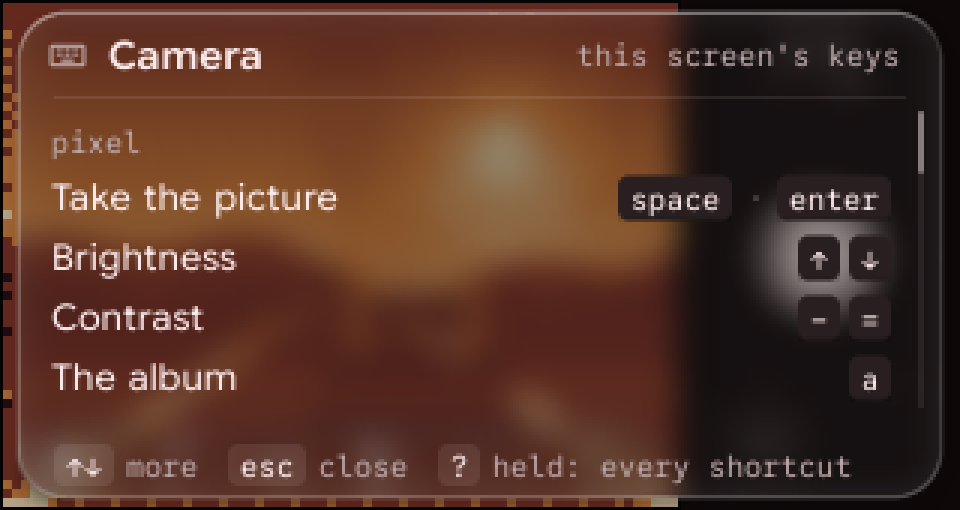 Camera this screen's keys
pixel
Take the picture space · enter
Brightness ↑ ↓
Contrast - =
The album a
↑↓ more esc close ? held: every shortcut